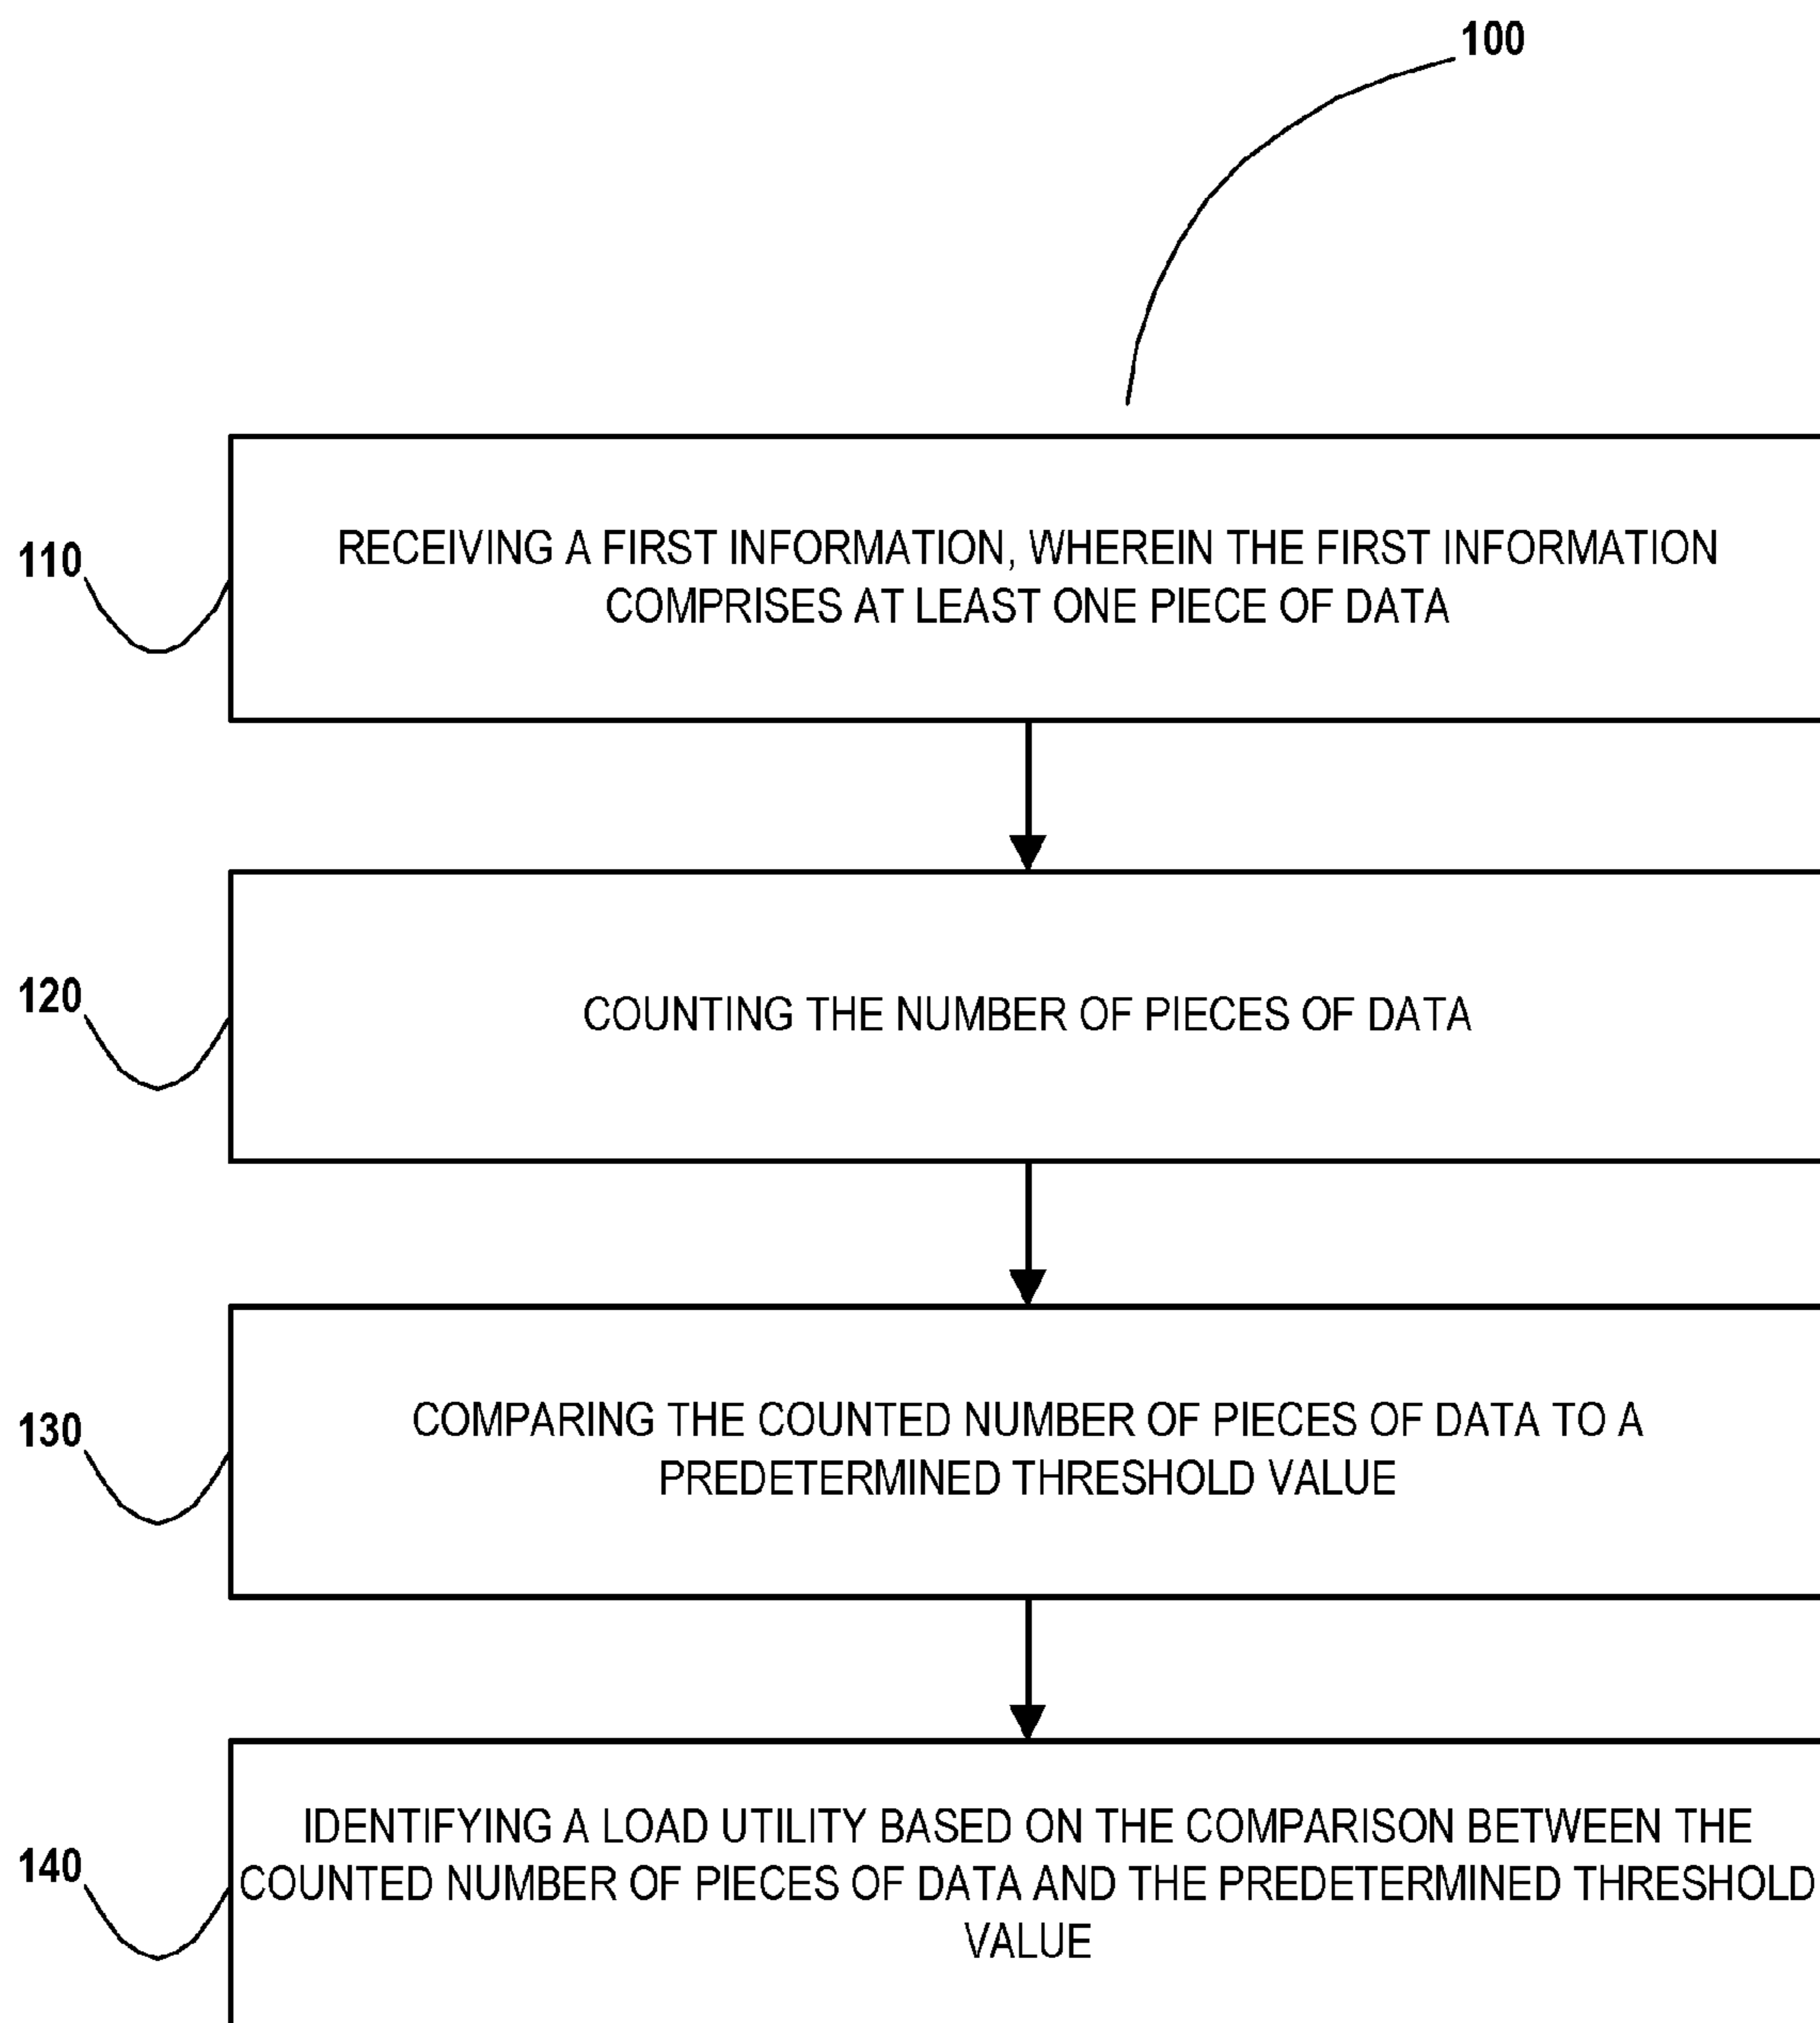 100
110
RECEIVING A FIRST INFORMATION, WHEREIN THE FIRST INFORMATION
COMPRISES AT LEAST ONE PIECE OF DATA
120
COUNTING THE NUMBER OF PIECES OF DATA
130
COMPARING THE COUNTED NUMBER OF PIECES OF DATA TO A
PREDETERMINED THRESHOLD VALUE
140
IDENTIFYING A LOAD UTILITY BASED ON THE COMPARISON BETWEEN THE
COUNTED NUMBER OF PIECES OF DATA AND THE PREDETERMINED THRESHOLD
VALUE